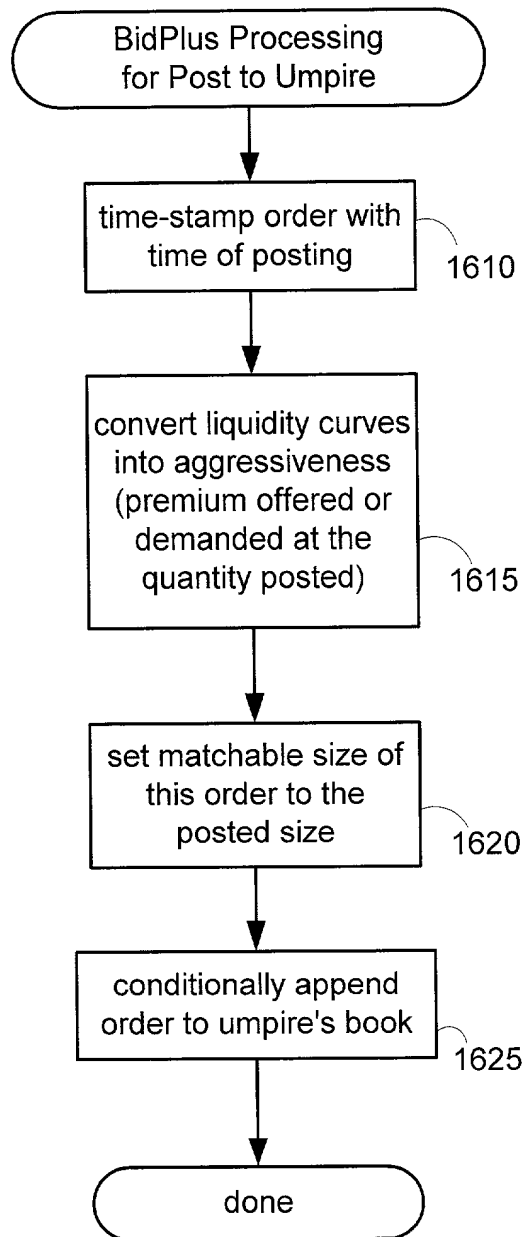 BidPlus Processing
for Post to Umpire
time-stamp order with
time of posting
1610
convert liquidity curves
into aggressiveness
(premium offered or
demanded at the
quantity posted)
1615
set matchable size of
this order to the
posted size
1620
conditionally append
order to umpire's book
1625
done